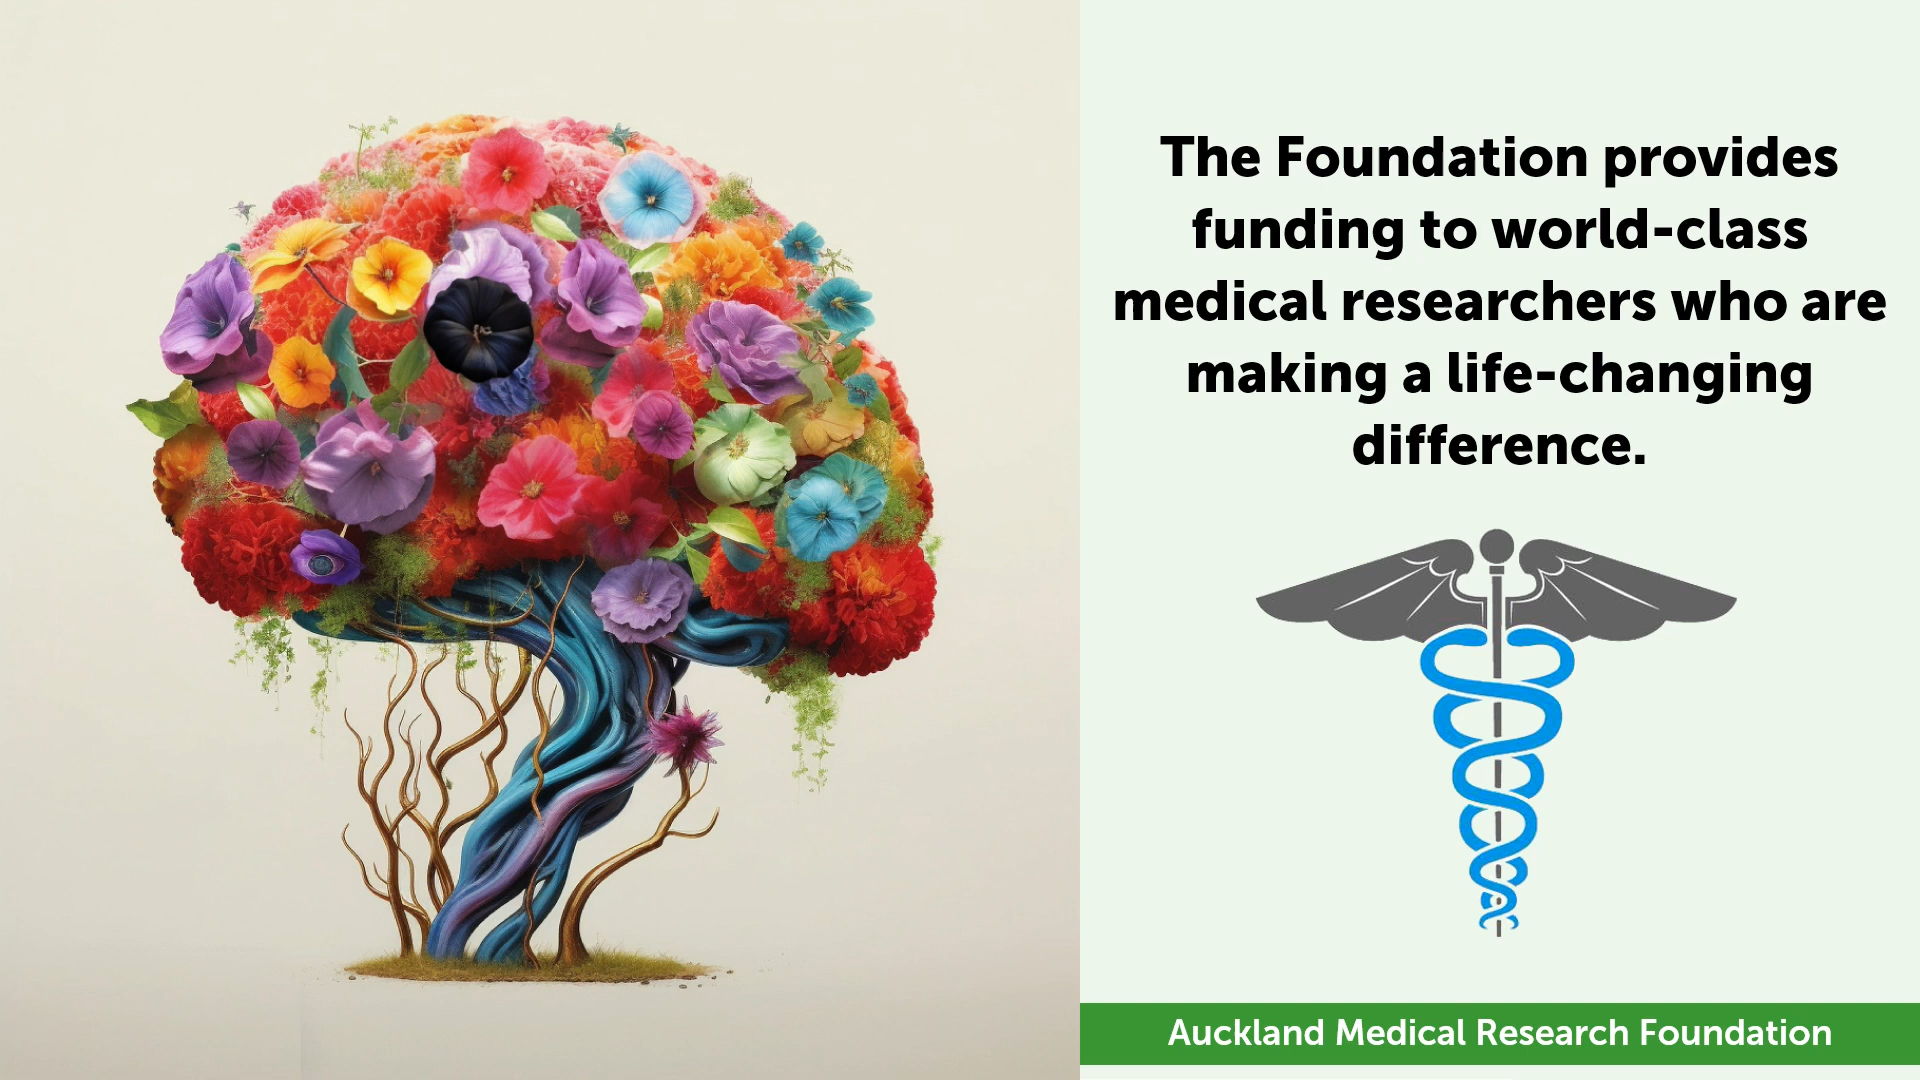 The Foundation provides
funding to world-class
medical researchers who are
making a life-changing
difference.
Auckland Medical Research Foundation